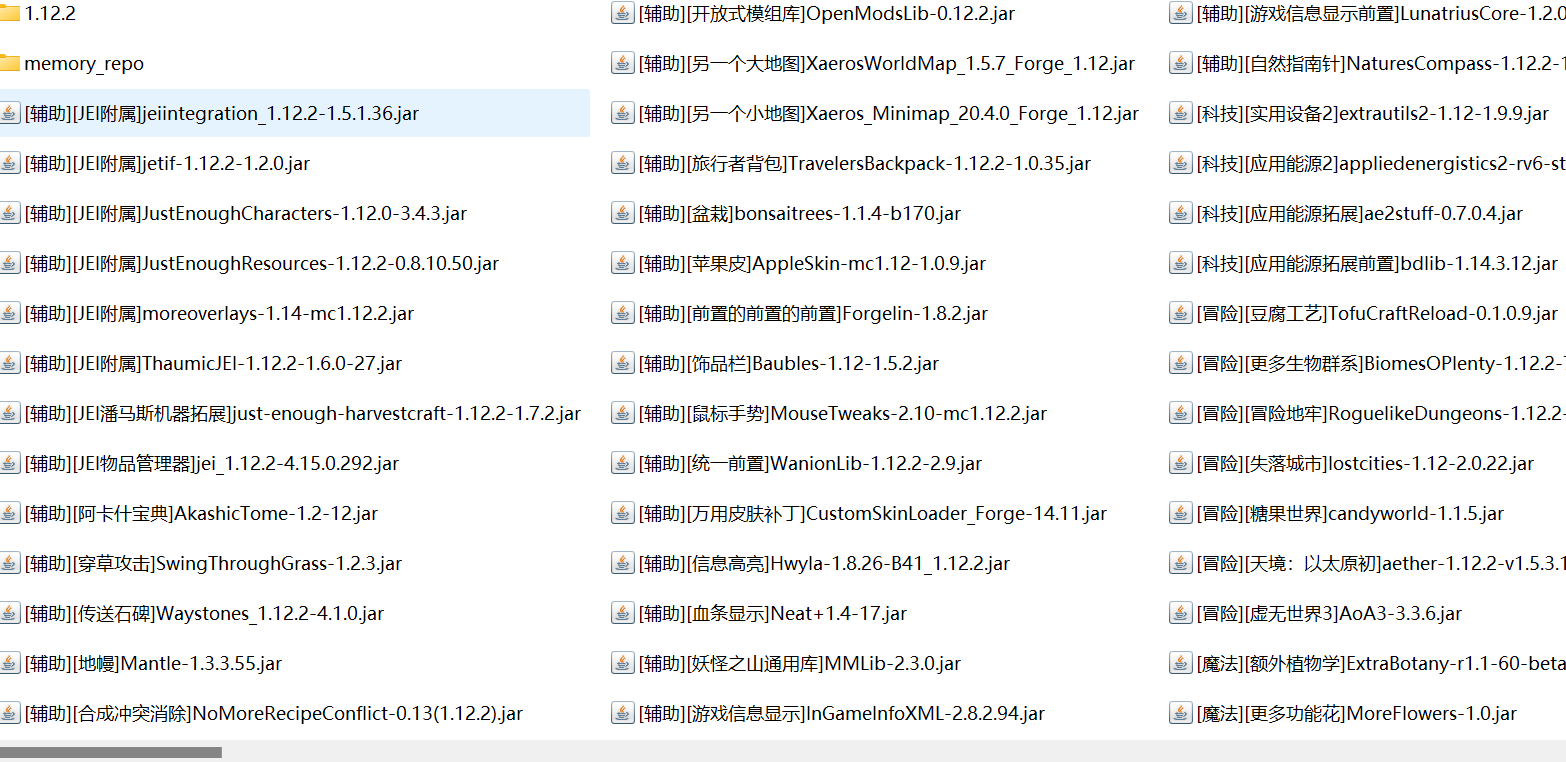 1.12.2
memory_repo
[辅助][JEI附属]jeiintegration_1.12.2-1.5.1.36.jar
[辅助][JEI附属]jetif-1.12.2-1.2.0.jar
[辅助][JEI附属]JustEnoughCharacters-1.12.0-3.4.3.jar
[辅助][JEI附属]JustEnoughResources-1.12.2-0.8.10.50.jar
[辅助][JEI附属]moreoverlays-1.14-mc1.12.2.jar
[辅助][JEI附属]ThaumicJEI-1.12.2-1.6.0-27.jar
[辅助][JEI潘马斯机器拓展]just-enough-harvestcraft-1.12.2-1.7.2.jar
[辅助][JEI物品管理器]jei_1.12.2-4.15.0.292.jar
[辅助][阿卡什宝典]AkashicTome-1.2-12.jar
[辅助][穿草攻击]SwingThroughGrass-1.2.3.jar
[辅助][传送石碑]Waystones_1.12.2-4.1.0.jar
[辅助][地幔]Mantle-1.3.3.55.jar
[辅助][合成冲突消除]NoMoreRecipeConflict-0.13(1.12.2).jar
[辅助][开放式模组库]OpenModsLib-0.12.2.jar
[辅助][另一个大地图]XaerosWorldMap_1.5.7_Forge_1.12.jar
[辅助][另一个小地图]Xaeros_Minimap_20.4.0_Forge_1.12.jar
[辅助][旅行者背包]TravelersBackpack-1.12.2-1.0.35.jar
[辅助][盆栽]bonsaitrees-1.1.4-b170.jar
[辅助][苹果皮]AppleSkin-mc1.12-1.0.9.jar
[辅助][前置的前置的前置]Forgelin-1.8.2.jar
[辅助][饰品栏]Baubles-1.12-1.5.2.jar
[辅助][鼠标手势]MouseTweaks-2.10-mc1.12.2.jar
[辅助][统一前置]WanionLib-1.12.2-2.9.jar
[辅助][万用皮肤补丁]CustomSkinLoader_Forge-14.11.jar
[辅助][信息高亮]Hwyla-1.8.26-B41_1.12.2.jar
[辅助][血条显示]Neat+1.4-17.jar
[辅助][妖怪之山通用库]MMLib-2.3.0.jar
[辅助][游戏信息显示]InGameInfoXML-2.8.2.94.jar
[辅助][游戏信息显示前置]LunatriusCore-1.2.0
[辅助][自然指南针]NaturesCompass-1.12.2-1
[科技][实用设备2]extrautils2-1.12-1.9.9.jar
[科技][应用能源2]appliedenergistics2-rv6-st
[科技][应用能源拓展]ae2stuff-0.7.0.4.jar
[科技][应用能源拓展前置]bdlib-1.14.3.12.jar
[冒险][豆腐工艺]TofuCraftReload-0.1.0.9.jar
[冒险][更多生物群系]BiomesOPlenty-1.12.2-
[冒险][冒险地牢]RoguelikeDungeons-1.12.2-
[冒险][失落城市]lostcities-1.12-2.0.22.jar
[冒险][糖果世界]candyworld-1.1.5.jar
[冒险][天境：以太原初]aether-1.12.2-v1.5.3.1
[冒险][虚无世界3]AoA3-3.3.6.jar
[魔法][额外植物学]ExtraBotany-r1.1-60-beta
[魔法][更多功能花]MoreFlowers-1.0.jar